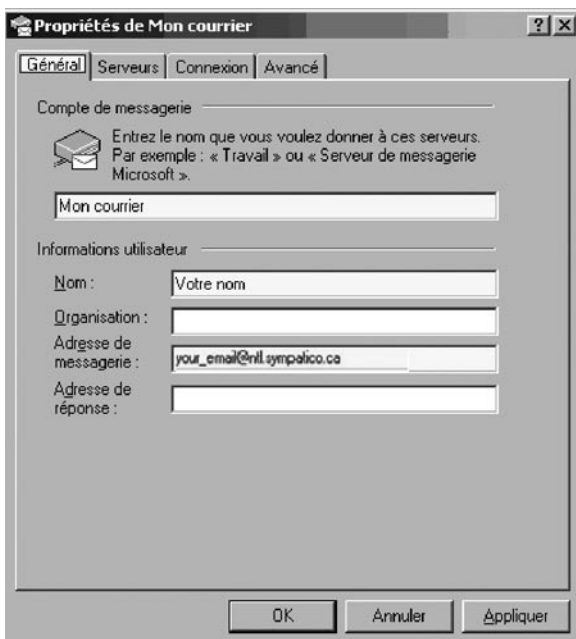 Propriétés de Mon courrier
Général Serveurs Connexion Avancé
Compte de messagerie
Entrez le nom que vous voulez donner à ces serveurs.
Par exemple : « Travail » ou « Serveur de messagerie
Microsoft ».
Mon courrier
Informations utilisateur
Nom : Votre nom
Organisation :
Adresse de
messagerie : your_email@ntl.sympatico.ca
Adresse de
réponse :
OK Annuler Appliquer